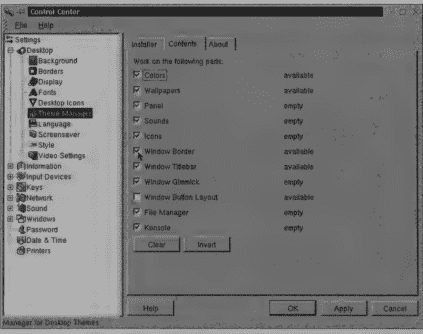 Control Center
File Help
Settings
Desktop
Background
Borders
Display
Fonts
Desktop Icons
Theme Manager
Language
Screensaver
Style
Video Settings
Information
Input Devices
Keys
Network
Sound
Windows
Password
Date & Time
Printers
Installer Contents About
Work on the following parts:
Colors available
Wallpapers available
Panel empty
Sounds empty
Icons empty
Window Border available
Window Titlebar available
Window Gimmick empty
Window Button Layout available
File Manager empty
Konsole empty
Clear Invert
Help OK Apply Cancel
Manager for Desktop Themes